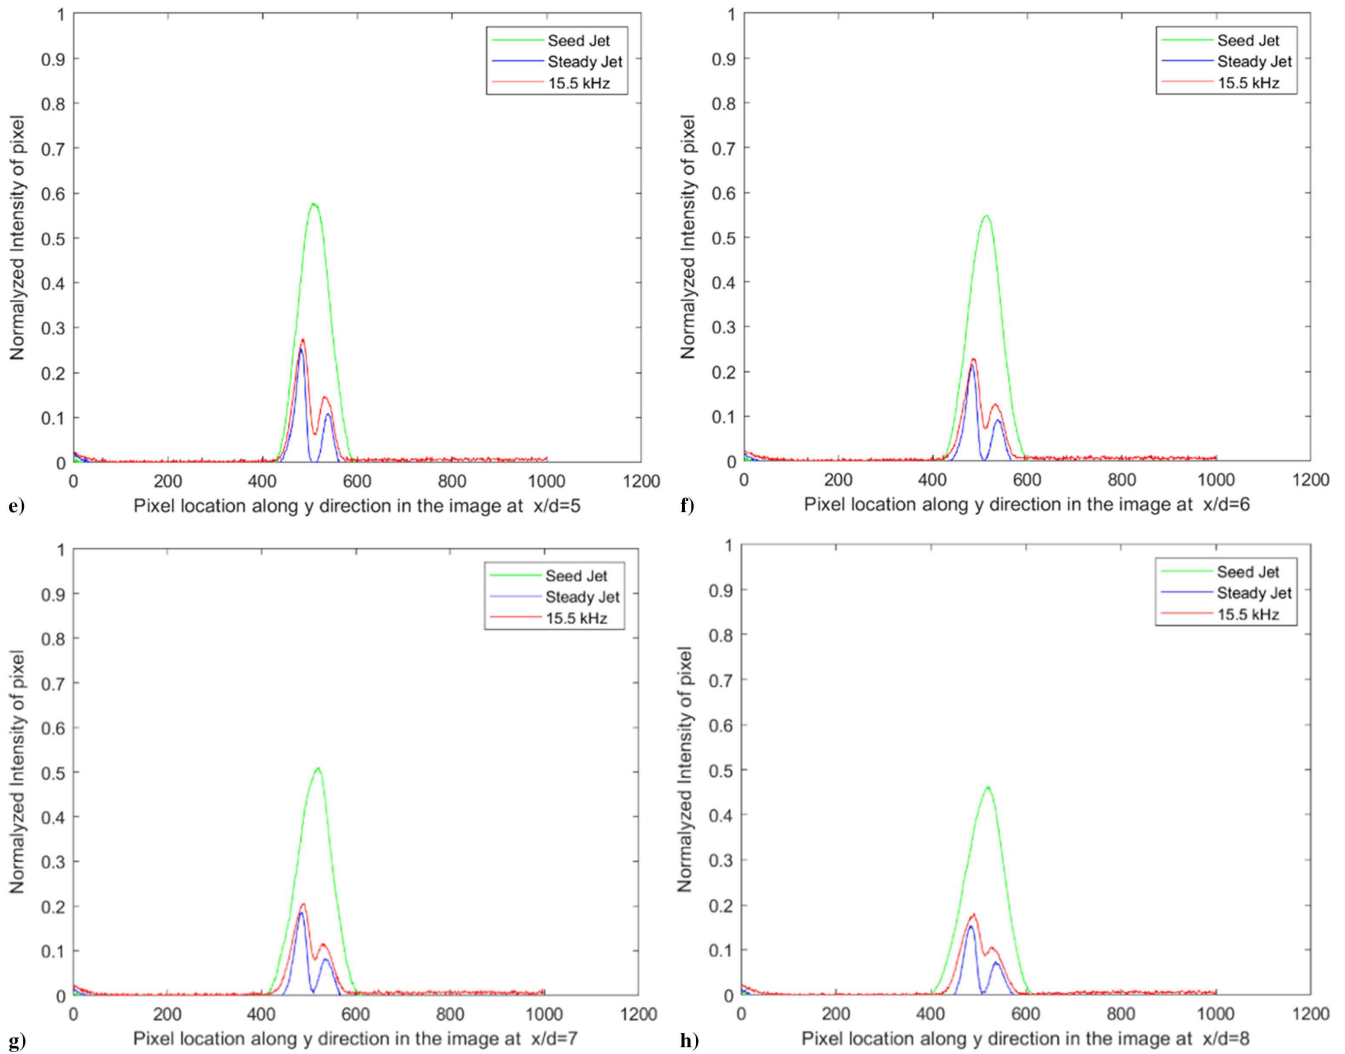 1
0.9
0.8
0.7
0.6
0.5
0.4
0.3
0.2
0.1
0
Normalyzed Intensity of pixel
Seed Jet
Steady Jet
15.5 kHz
0 200 400 600 800 1000 1200
e) Pixel location along y direction in the image at x/d=5
1
0.9
0.8
0.7
0.6
0.5
0.4
0.3
0.2
0.1
0
Normalyzed Intensity of pixel
Seed Jet
Steady Jet
15.5 kHz
0 200 400 600 800 1000 1200
f) Pixel location along y direction in the image at x/d=6
1
0.9
0.8
0.7
0.6
0.5
0.4
0.3
0.2
0.1
0
Normalyzed Intensity of pixel
Seed Jet
Steady Jet
15.5 kHz
0 200 400 600 800 1000 1200
g) Pixel location along y direction in the image at x/d=7
1
0.9
0.8
0.7
0.6
0.5
0.4
0.3
0.2
0.1
0
Normalyzed Intensity of pixel
Seed Jet
Steady Jet
15.5 kHz
0 200 400 600 800 1000 1200
h) Pixel location along y direction in the image at x/d=8